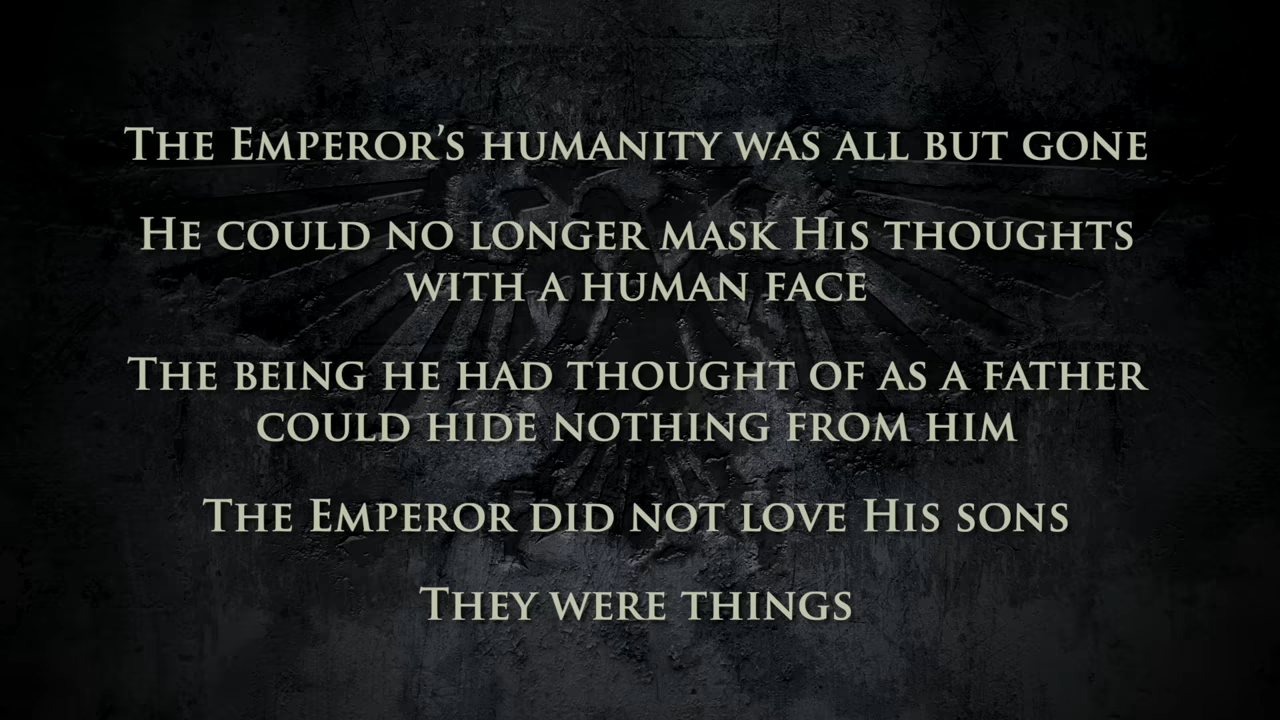 The Emperor’s humanity was all but gone
He could no longer mask His thoughts
with a human face
The being he had thought of as a father
could hide nothing from him
The Emperor did not love His sons
They were things